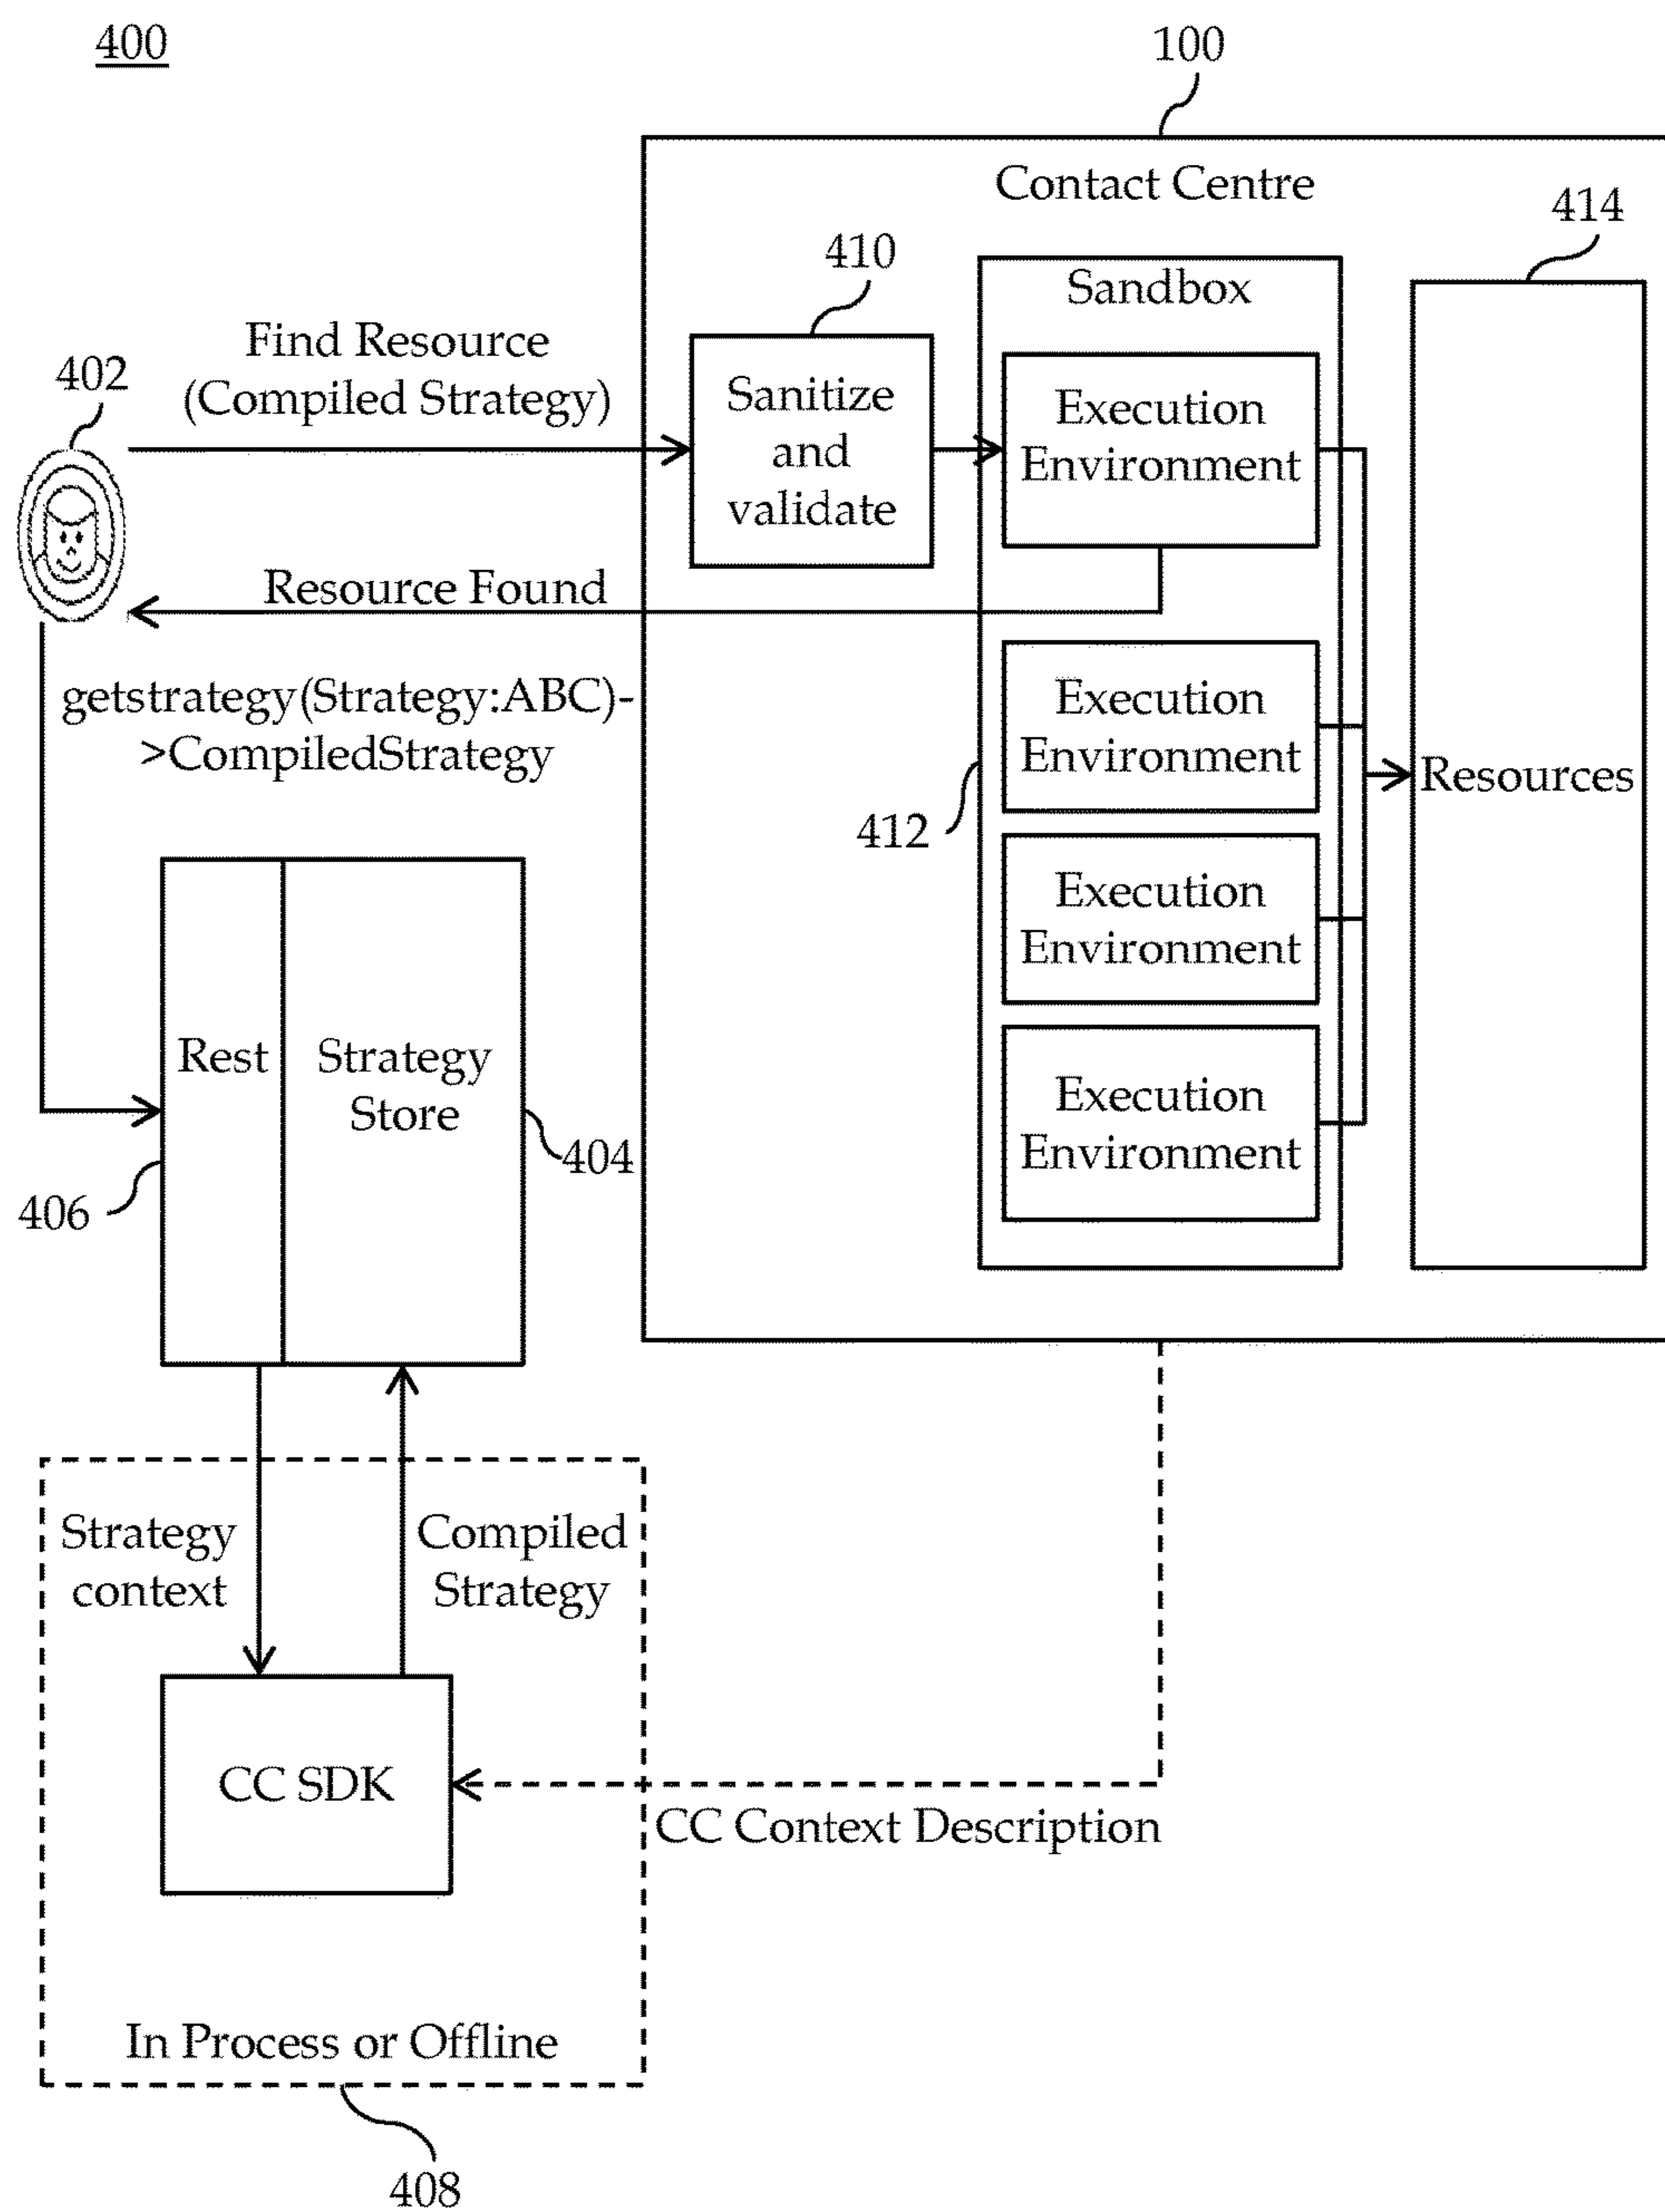 400
100
Contact Centre
414
410
Sandbox
Find Resource
(Compiled Strategy)
402
Sanitize
and
validate
Execution
Environment
Resource Found
getstrategy(Strategy:ABC)-
>CompiledStrategy
Execution
Environment
Resources
412
Execution
Environment
Rest
Strategy
Store
Execution
Environment
404
406
Strategy
context
Compiled
Strategy
CC SDK
CC Context Description
In Process or Offline
408